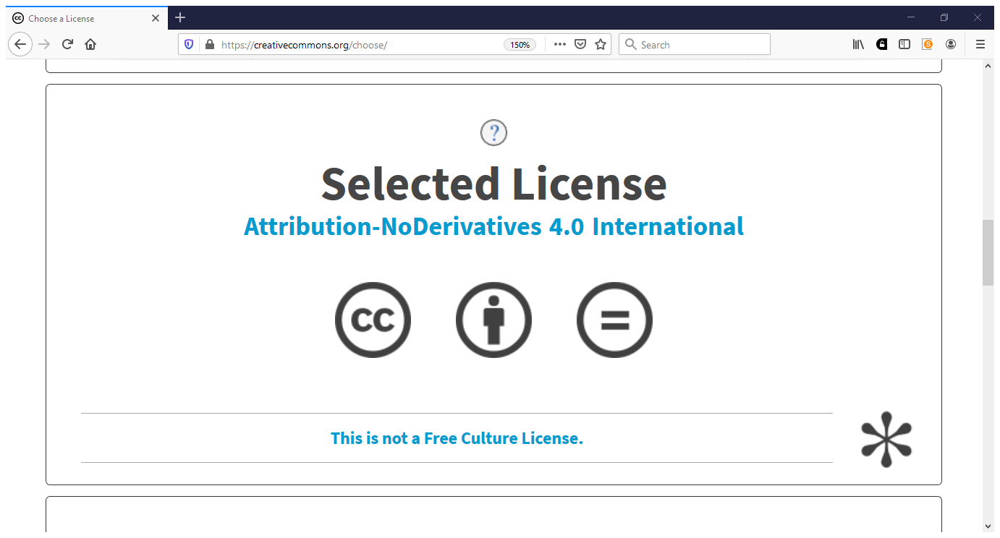 Choose a License
https://creativecommons.org/choose/
150%
Search
?
Selected License
Attribution-NoDerivatives 4.0 International
cc
=
This is not a Free Culture License.